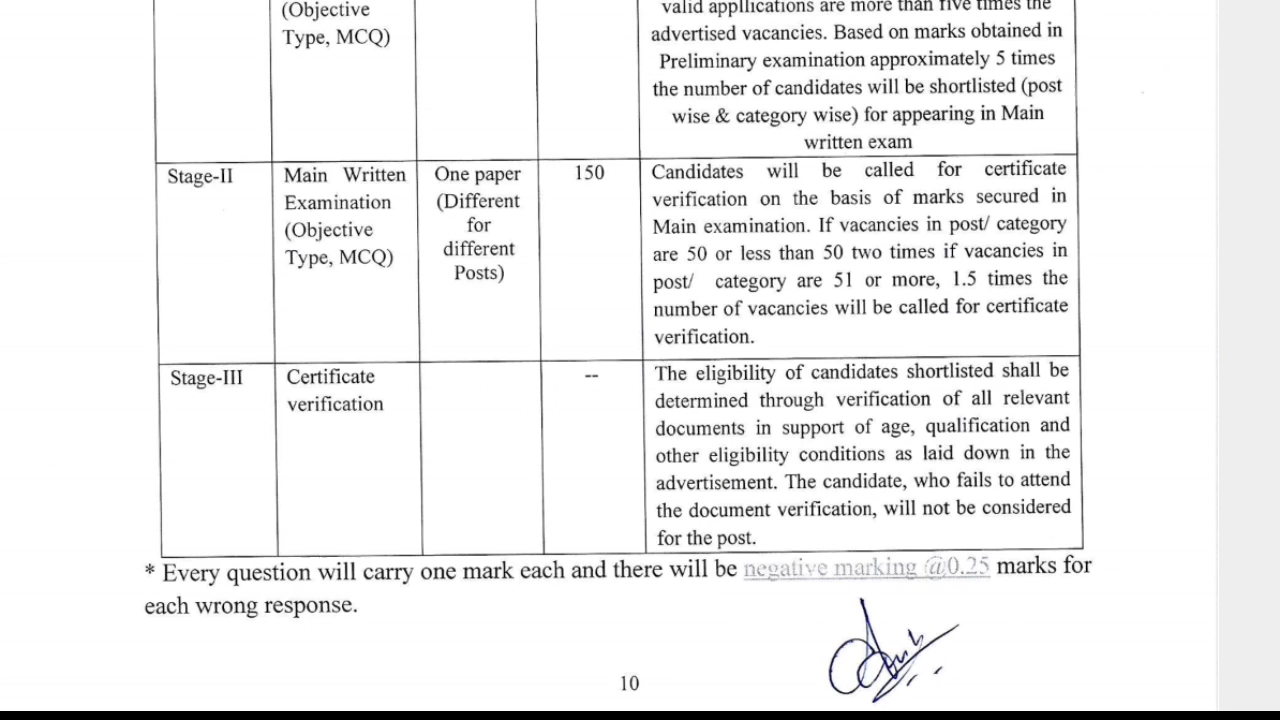 (Objective
Type, MCQ)
valid appllications are more than five times the
advertised vacancies. Based on marks obtained in
Preliminary examination approximately 5 times
the number of candidates will be shortlisted (post
wise & category wise) for appearing in Main
written exam
Stage-II
Main Written
Examination
(Objective
Type, MCQ)
One paper
(Different
for
different
Posts)
150
Candidates will be called for certificate
verification on the basis of marks secured in
Main examination. If vacancies in post/ category
are 50 or less than 50 two times if vacancies in
post/ category are 51 or more, 1.5 times the
number of vacancies will be called for certificate
verification.
Stage-III
Certificate
verification
--
The eligibility of candidates shortlisted shall be
determined through verification of all relevant
documents in support of age, qualification and
other eligibility conditions as laid down in the
advertisement. The candidate, who fails to attend
the document verification, will not be considered
for the post.
* Every question will carry one mark each and there will be negative marking @0.25 marks for
each wrong response.
10